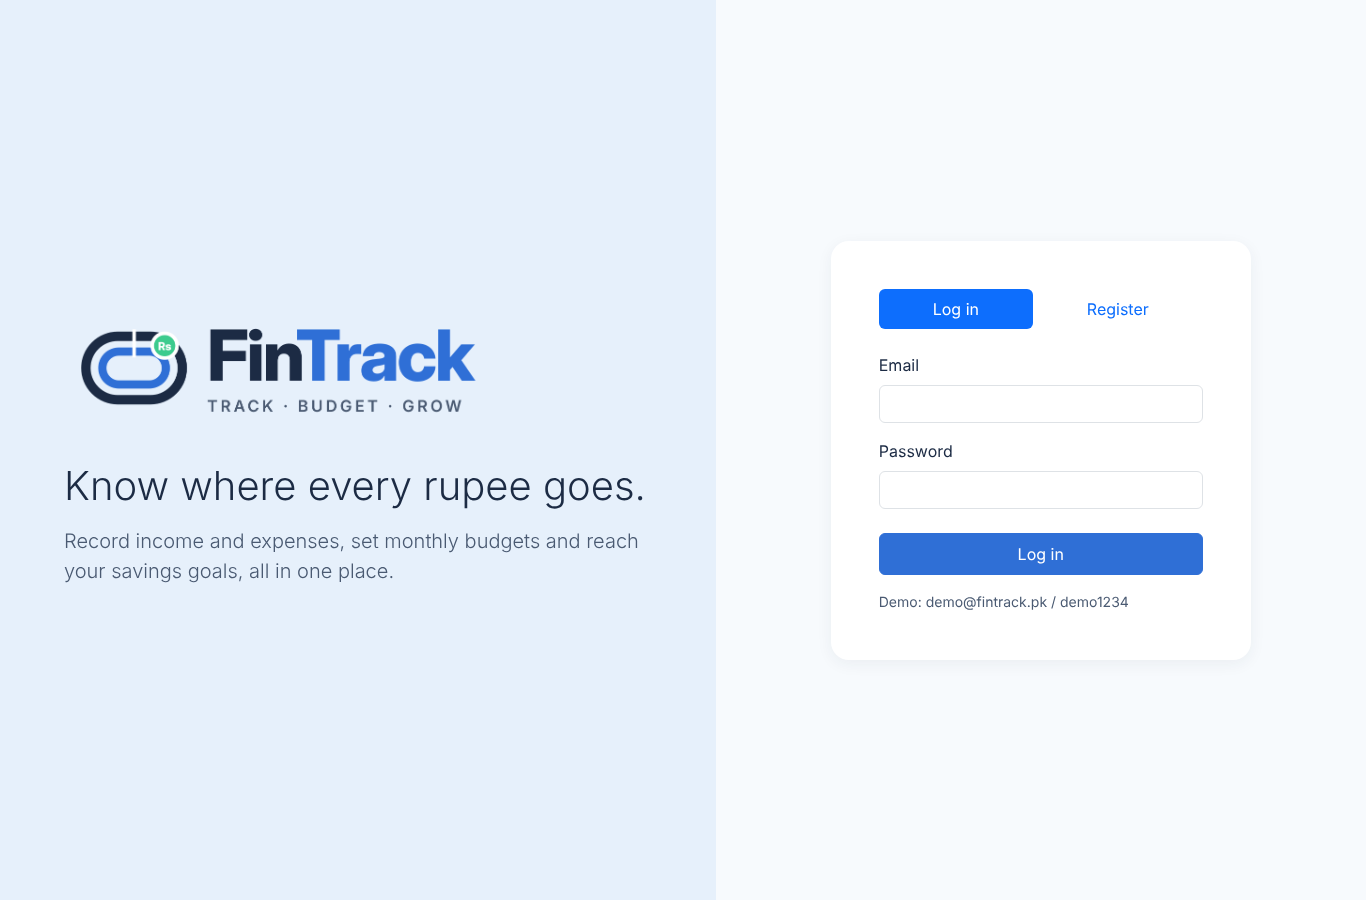 Rs
FinTrack
TRACK · BUDGET · GROW
Know where every rupee goes.
Record income and expenses, set monthly budgets and reach
your savings goals, all in one place.
Log in
Register
Email
Password
Log in
Demo: demo@fintrack.pk / demo1234